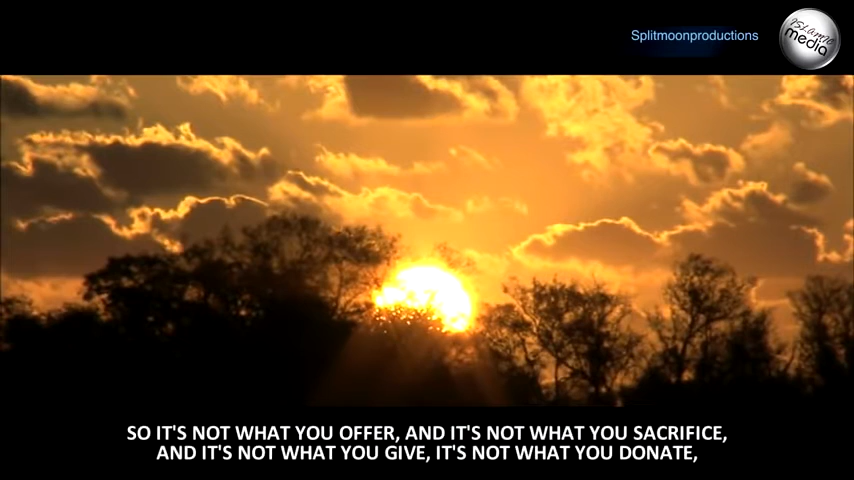 Splitmoonproductions
ISLAMIC
media
SO IT'S NOT WHAT YOU OFFER, AND IT'S NOT WHAT YOU SACRIFICE,
AND IT'S NOT WHAT YOU GIVE, IT'S NOT WHAT YOU DONATE,